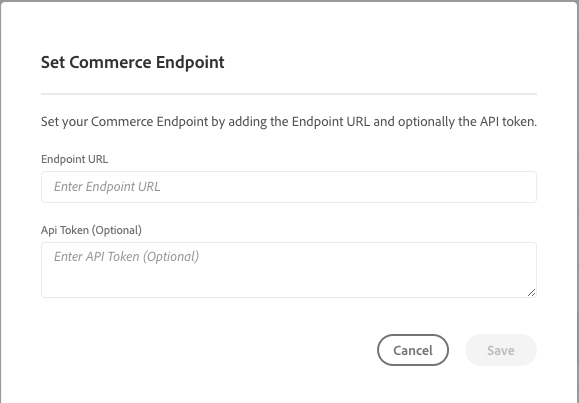 Set Commerce Endpoint
Set your Commerce Endpoint by adding the Endpoint URL and optionally the API token.
Endpoint URL
Enter Endpoint URL
Api Token (Optional)
Enter API Token (Optional)
Cancel
Save